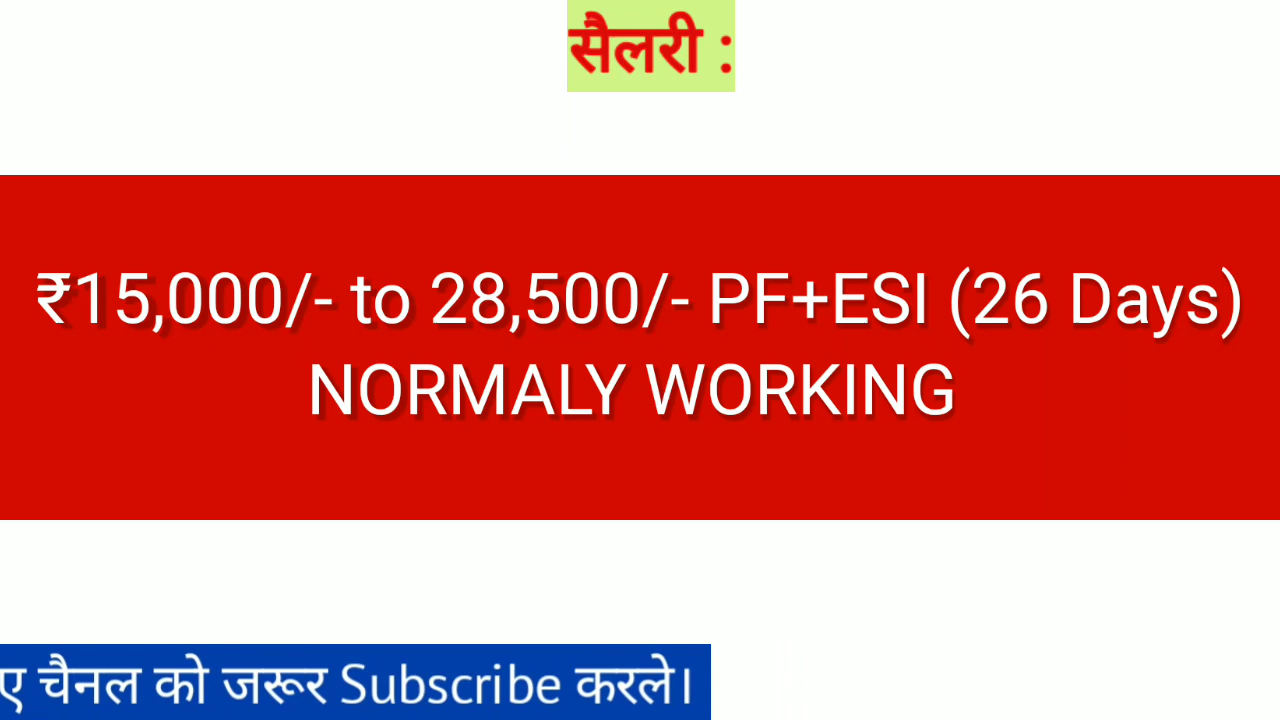 सैलरी :
₹15,000/- to 28,500/- PF+ESI (26 Days)
NORMALY WORKING
ए चैनल को जरूर Subscribe करले।